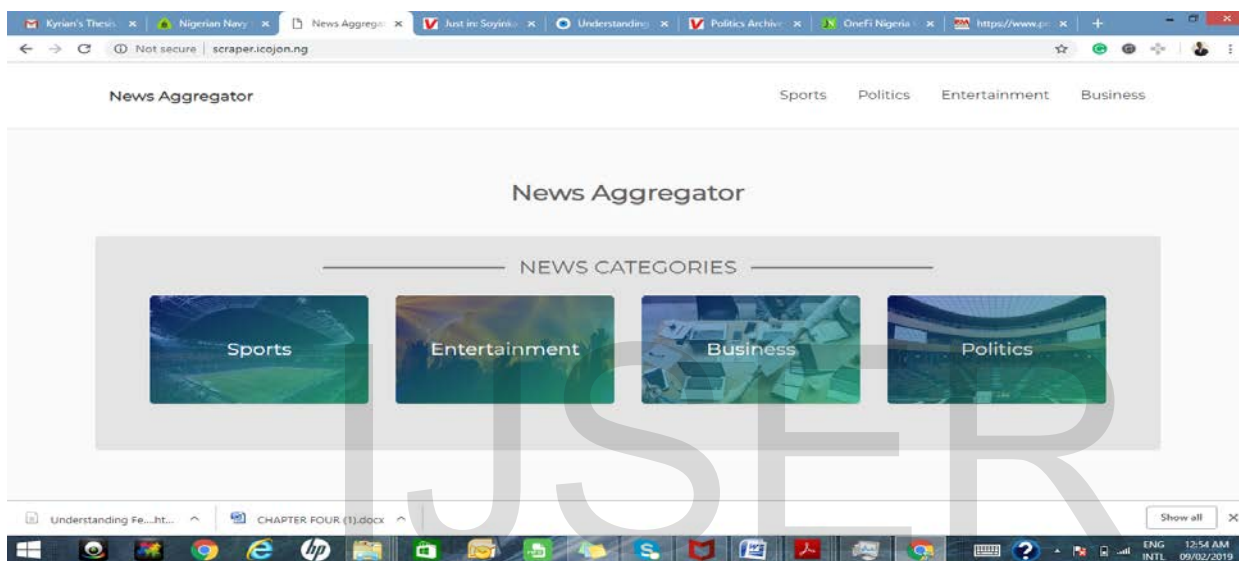 Kyrian's Thesis Nigerian Navy News Aggrega Just in: Soyinka Understanding Politics Archive OneFi Nigeria https://www.p
Not secure scraper.icojon.ng
News Aggregator Sports Politics Entertainment Business
News Aggregator
NEWS CATEGORIES
Sports Entertainment Business Politics
IJSER
Understanding Fe....ht... CHAPTER FOUR (1).docx Show all
hp ENG 12:54 AM
INTL 09/02/2019